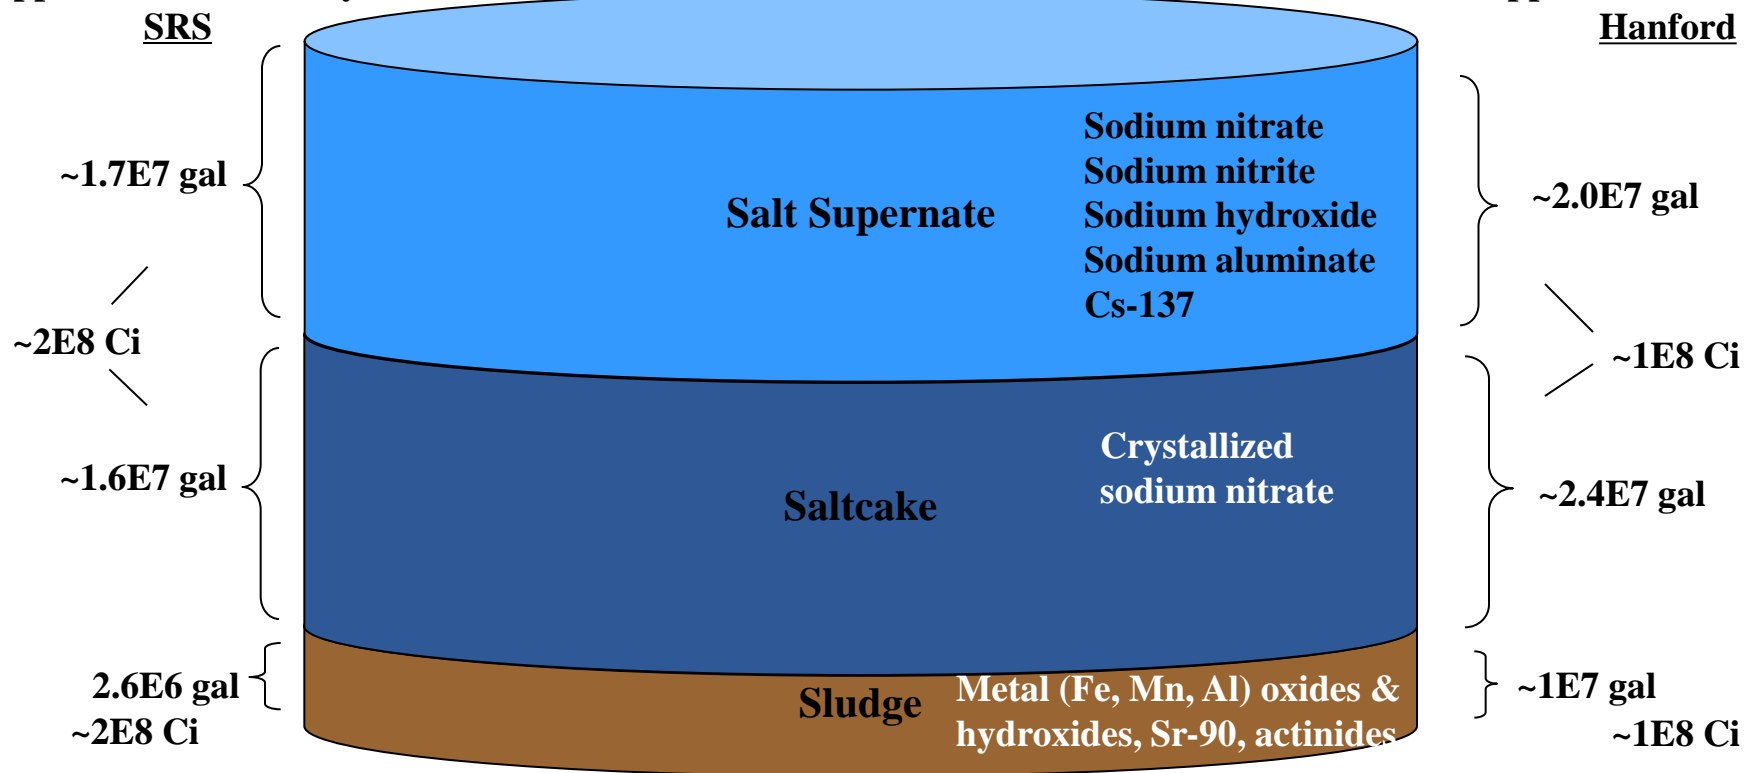 SRS
Hanford
~1.7E7 gal
~2E8 Ci
~1.6E7 gal
2.6E6 gal
~2E8 Ci
Salt Supernate
Sodium nitrate
Sodium nitrite
Sodium hydroxide
Sodium aluminate
Cs-137
Saltcake
Crystallized
sodium nitrate
Sludge
Metal (Fe, Mn, Al) oxides &
hydroxides, Sr-90, actinides
~2.0E7 gal
~1E8 Ci
~2.4E7 gal
~1E7 gal
~1E8 Ci